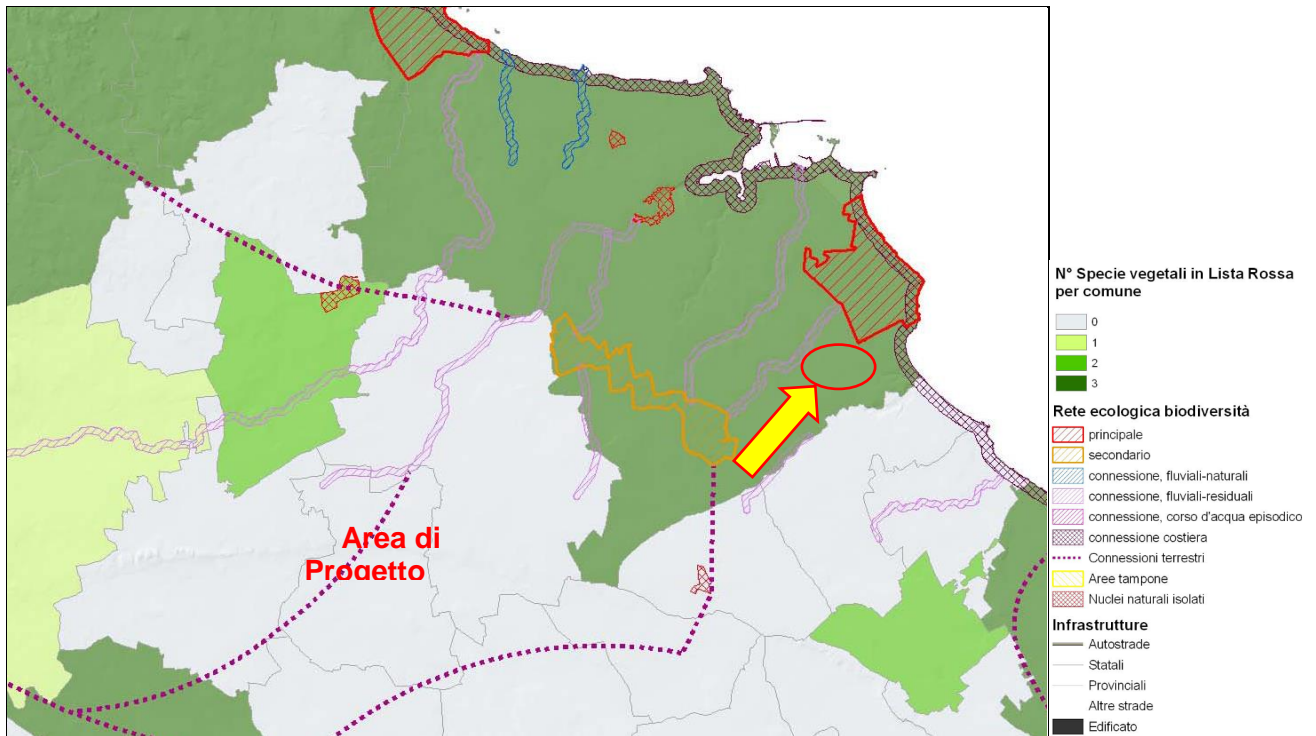 Area di
Progetto
N° Specie vegetali in Lista Rossa
per comune
0
1
2
3
Rete ecologica biodiversità
principale
secondario
connessione, fluviali-naturali
connessione, fluviali-residuali
connessione, corso d'acqua episodico
connessione costiera
Connessioni terrestri
Aree tampone
Nuclei naturali isolati
Infrastrutture
Autostrade
Statali
Provinciali
Altre strade
Edificato